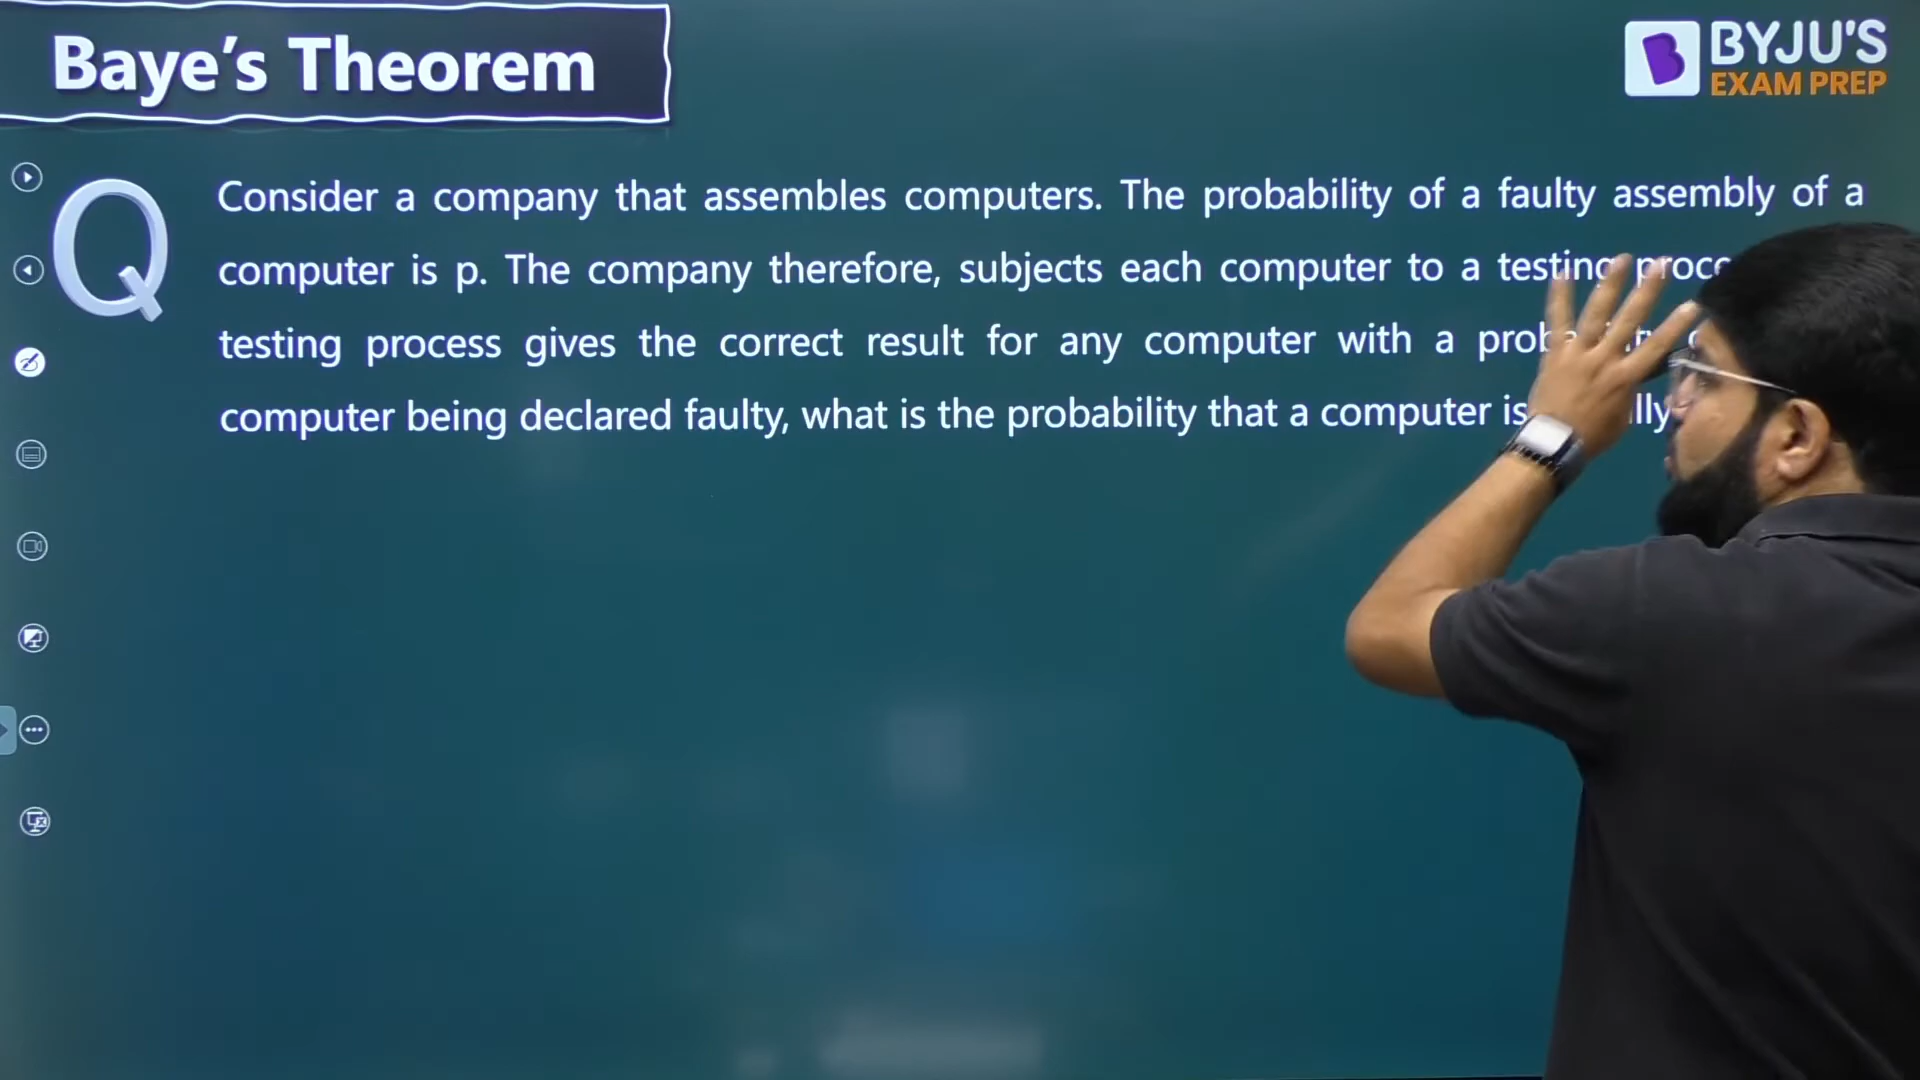 Baye’s Theorem
BYJU'S
EXAM PREP
Q
Consider a company that assembles computers. The probability of a faulty assembly of a
computer is p. The company therefore, subjects each computer to a testing
testing process gives the correct result for any computer with a
computer being declared faulty, what is the probability that a computer is